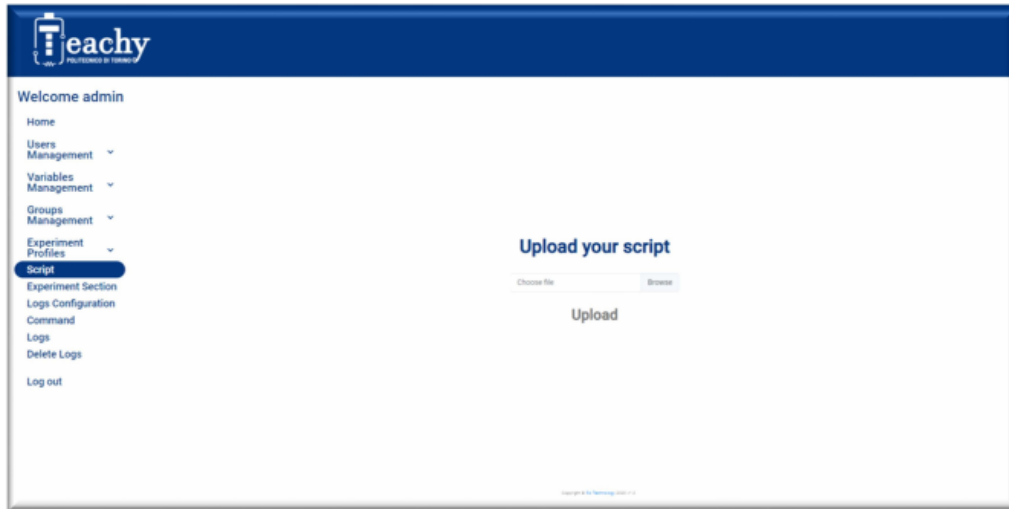 Teachy
POLITECNICO DI TORINO
Welcome admin
Home
Users
Management
Variables
Management
Groups
Management
Experiment
Profiles
Script
Experiment Section
Logs Configuration
Command
Logs
Delete Logs
Log out
Upload your script
Choose file
Browse
Upload
Copyright ©